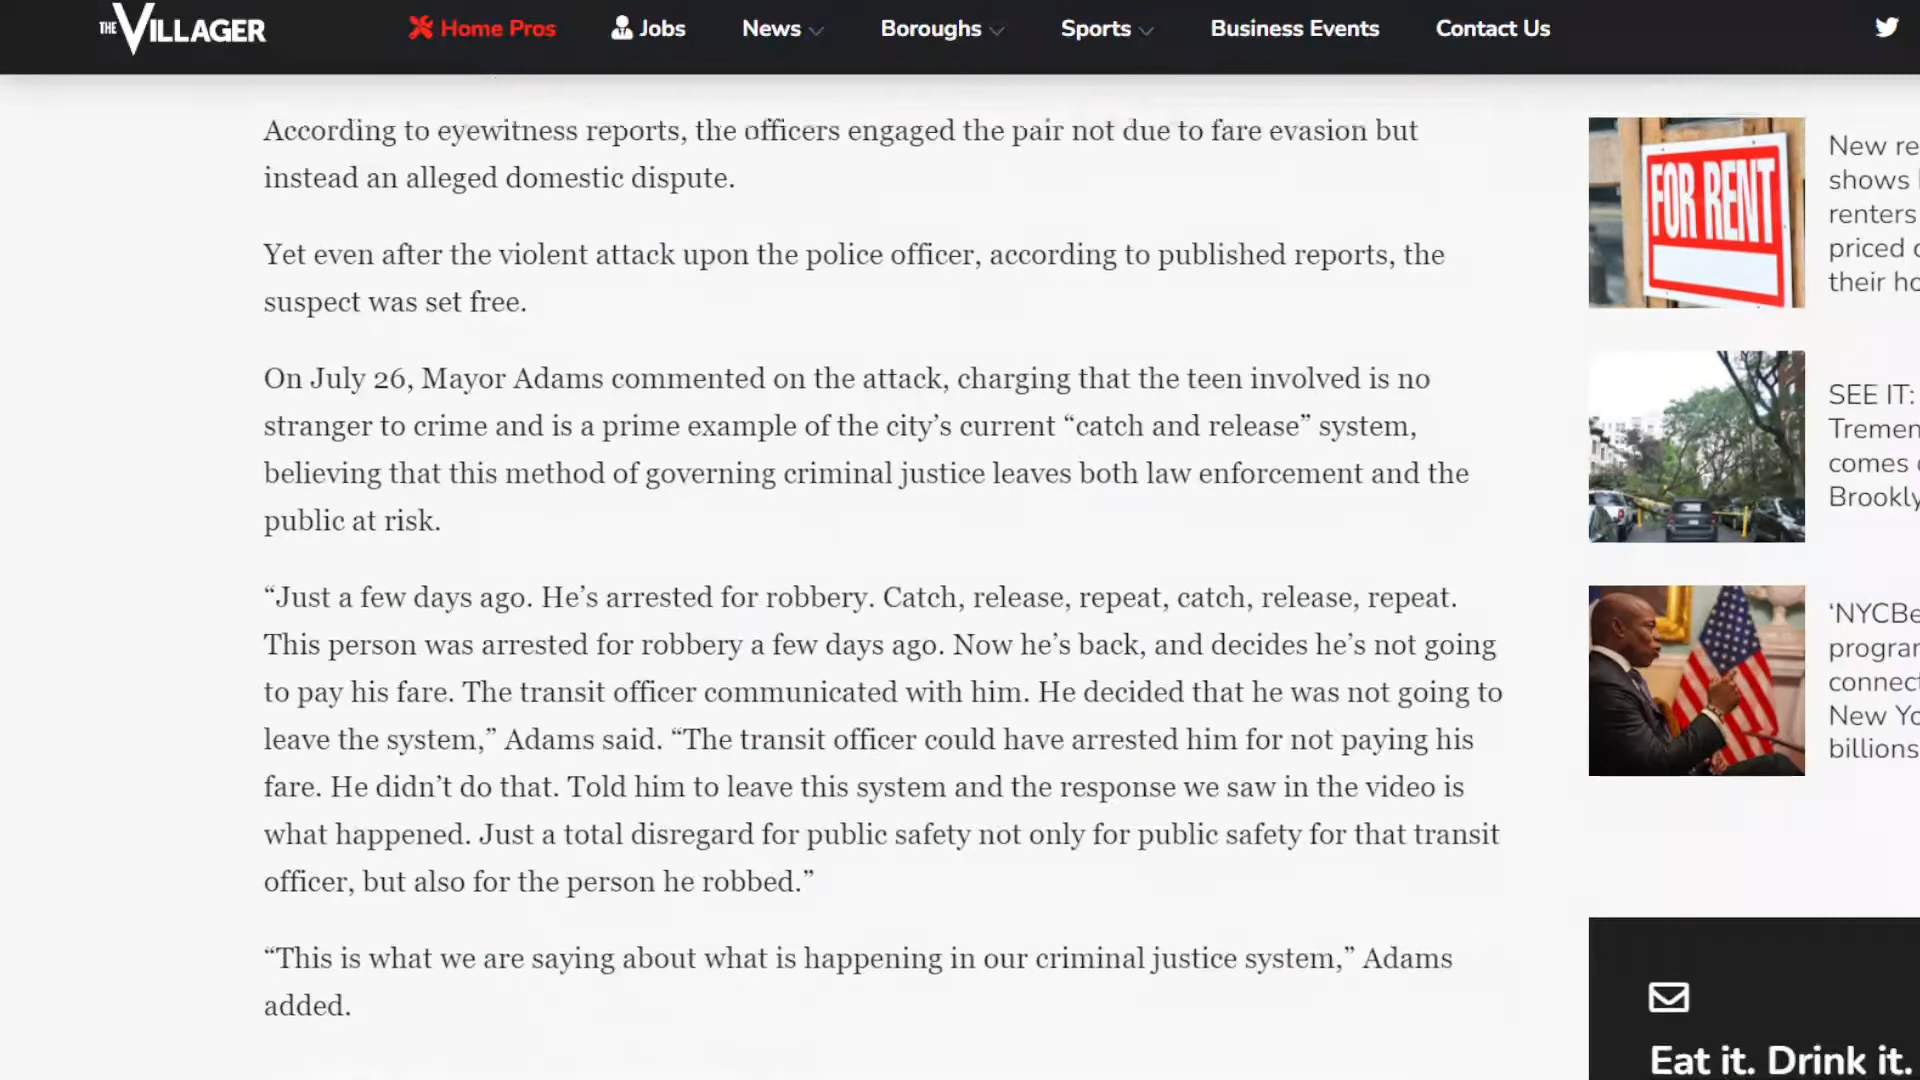 THE VILLAGER
Home Pros Jobs News Boroughs Sports Business Events Contact Us
According to eyewitness reports, the officers engaged the pair not due to fare evasion but
instead an alleged domestic dispute.
Yet even after the violent attack upon the police officer, according to published reports, the
suspect was set free.
On July 26, Mayor Adams commented on the attack, charging that the teen involved is no
stranger to crime and is a prime example of the city’s current “catch and release” system,
believing that this method of governing criminal justice leaves both law enforcement and the
public at risk.
“Just a few days ago. He’s arrested for robbery. Catch, release, repeat, catch, release, repeat.
This person was arrested for robbery a few days ago. Now he’s back, and decides he’s not going
to pay his fare. The transit officer communicated with him. He decided that he was not going to
leave the system,” Adams said. “The transit officer could have arrested him for not paying his
fare. He didn’t do that. Told him to leave this system and the response we saw in the video is
what happened. Just a total disregard for public safety not only for public safety for that transit
officer, but also for the person he robbed.”
“This is what we are saying about what is happening in our criminal justice system,” Adams
added.
FOR RENT
New
shows
renters
priced
their
SEE IT:
comes
‘NYCBe
New
billions
Eat it. Drink it.